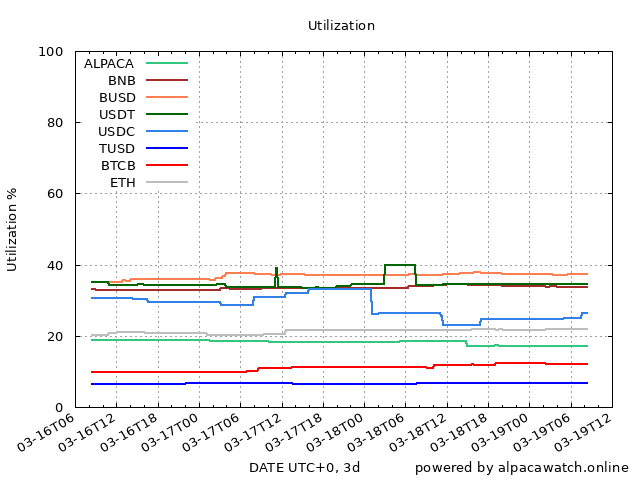 Utilization
Utilization %
100
80
60
40
20
0
ALPACA
BNB
BUSD
USDT
USDC
TUSD
BTCB
ETH
03-16T06
03-16T12
03-16T18
03-17T00
03-17T06
03-17T12
03-17T18
03-18T00
03-18T06
03-18T12
03-18T18
03-19T00
03-19T06
03-19T12
DATE UTC+0, 3d
powered by alpacawatch.online